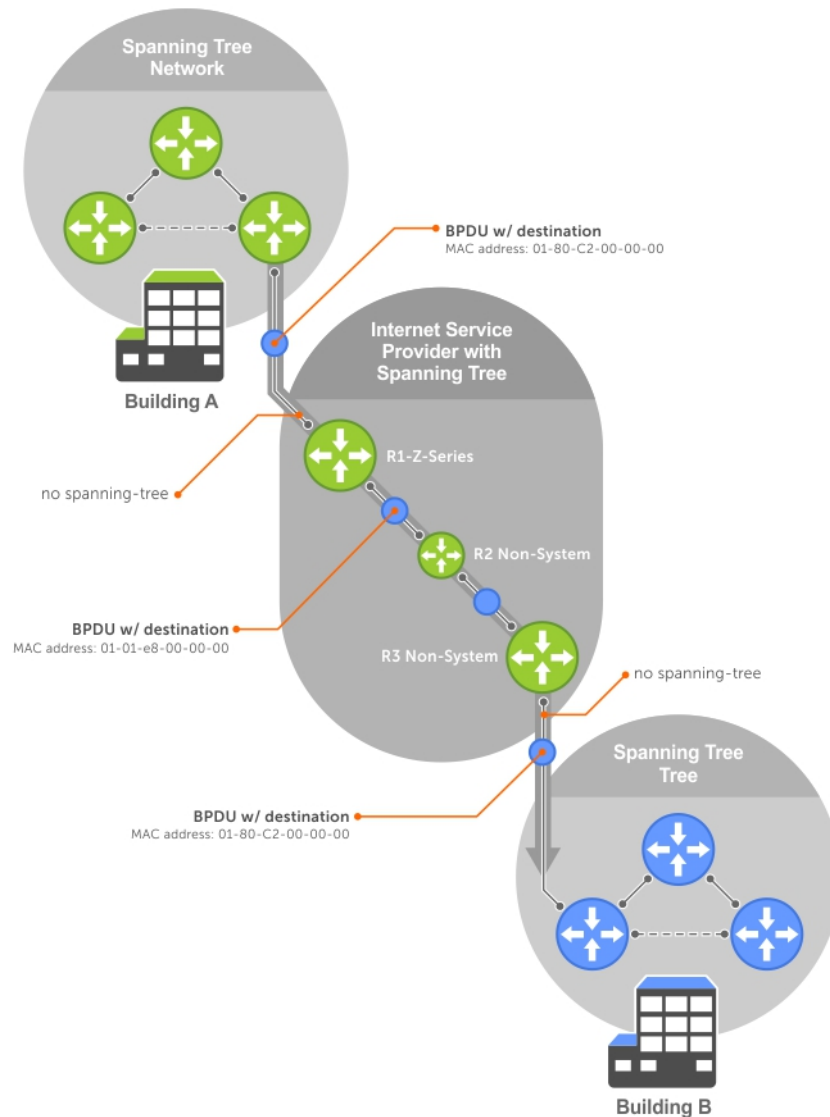 Spanning Tree
Network
BPDU w/ destination
MAC address: 01-80-C2-00-00-00
Internet Service
Provider with
Spanning Tree
Building A
R1-Z-Series
no spanning-tree
R2 Non-System
BPDU w/ destination
MAC address: 01-01-e8-00-00-00
R3 Non-System
no spanning-tree
Spanning Tree
Tree
BPDU w/ destination
MAC address: 01-80-C2-00-00-00
Building B